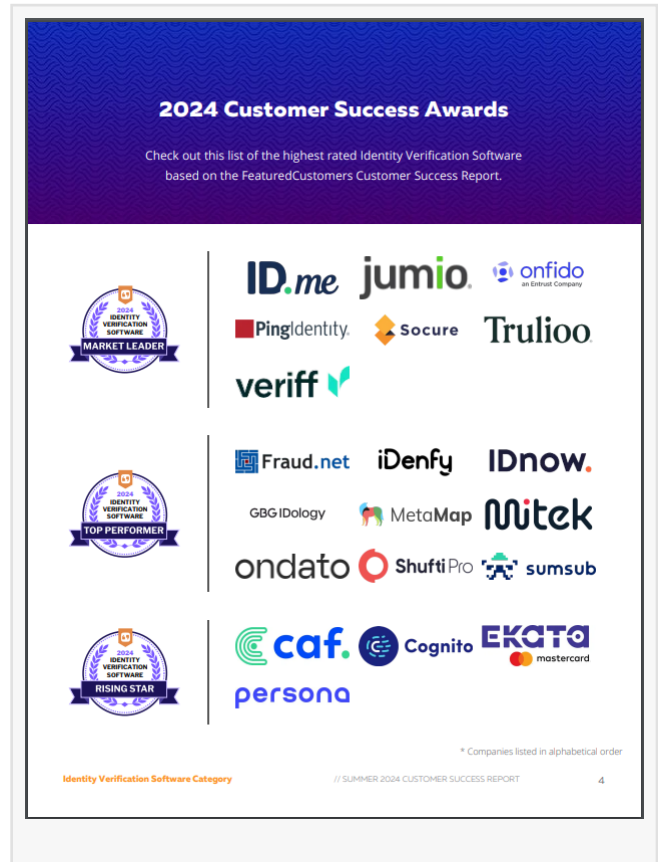 2024 Customer Success Awards
Check out this list of the highest rated Identity Verification Software
based on the FeaturedCustomers Customer Success Report.
2024
IDENTITY
VERIFICATION
SOFTWARE
MARKET LEADER
ID.me jumio. onfido
an Entrust Company
PingIdentity. Socure Trulioo
veriff
2024
IDENTITY
VERIFICATION
SOFTWARE
TOP PERFORMER
Fraud.net iDenfy IDnow.
GBG IDology MetaMap Mitek
ondato Shufti Pro sumsub
2024
IDENTITY
VERIFICATION
SOFTWARE
RISING STAR
caf. Cognito EKATA
mastercard
persona
* Companies listed in alphabetical order
Identity Verification Software Category // SUMMER 2024 CUSTOMER SUCCESS REPORT 4